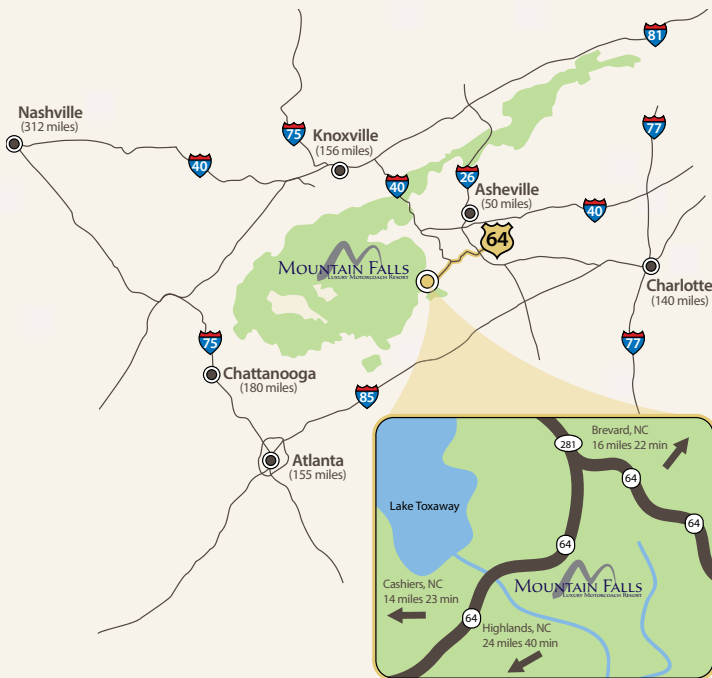 81
Nashville
(312 miles)
75
Knoxville
(156 miles)
77
40
40
26
Asheville
(50 miles)
40
64
MOUNTAIN FALLS
LUXURY MOTORCOACH RESORT
Charlotte
(140 miles)
75
77
Chattanooga
(180 miles)
85
Atlanta
(155 miles)
281
Brevard, NC
16 miles 22 min
64
Lake Toxaway
64
64
MOUNTAIN FALLS
LUXURY MOTORCOACH RESORT
Cashiers, NC
14 miles 23 min
64
Highlands, NC
24 miles 40 min